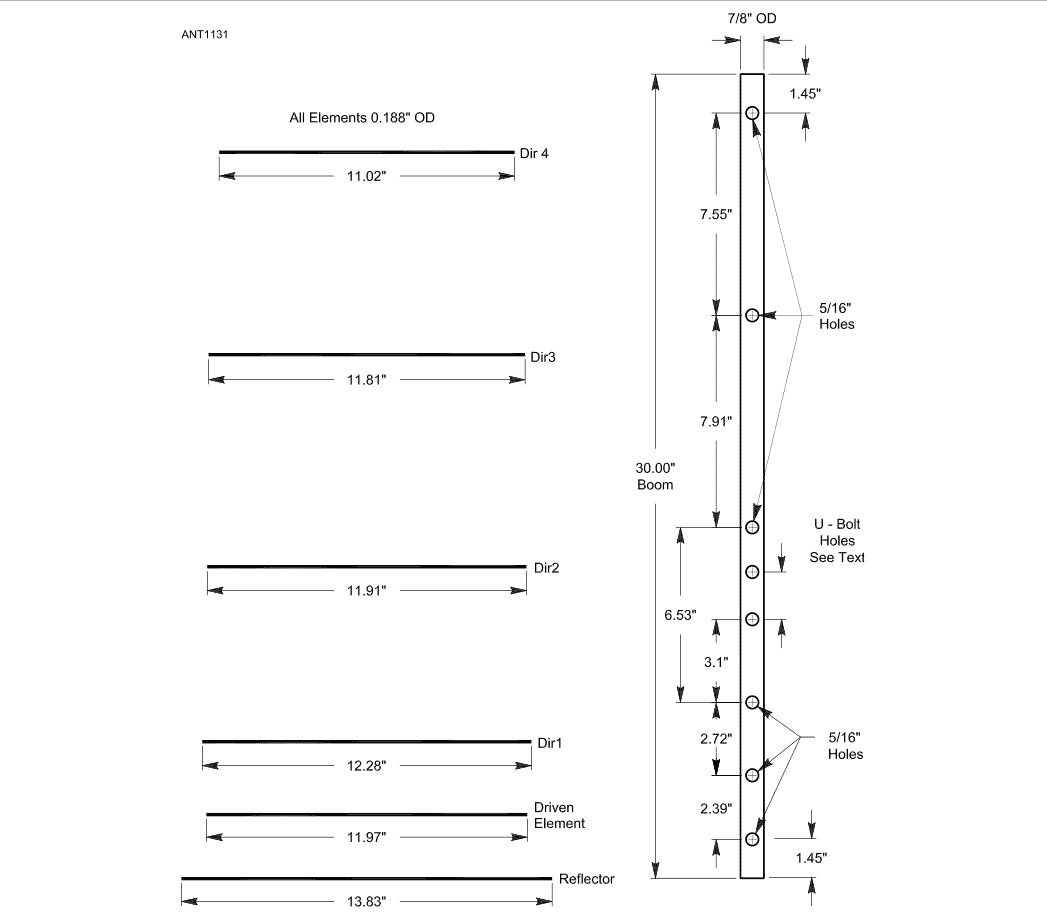 ANT1131
7/8" OD
1.45"
All Elements 0.188" OD
Dir 4
11.02"
7.55"
5/16"
Holes
Dir3
11.81"
7.91"
30.00"
Boom
U - Bolt
Holes
See Text
Dir2
11.91"
6.53"
3.1"
Dir1
12.28"
2.72"
5/16"
Holes
Driven
Element
11.97"
2.39"
1.45"
Reflector
13.83"